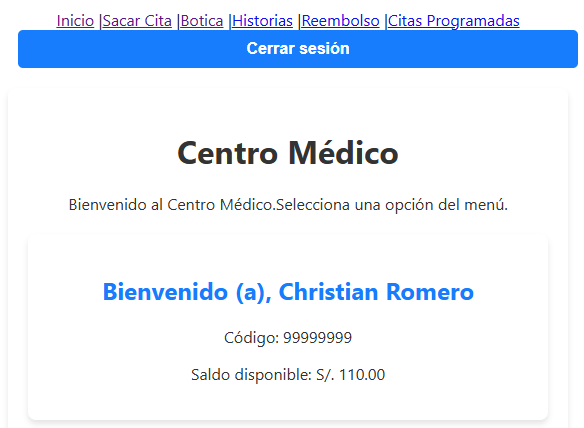 Inicio |Sacar Cita |Botica |Historias |Reembolso |Citas Programadas
Cerrar sesión
Centro Médico
Bienvenido al Centro Médico.Selecciona una opción del menú.
Bienvenido (a), Christian Romero
Código: 99999999
Saldo disponible: S/. 110.00